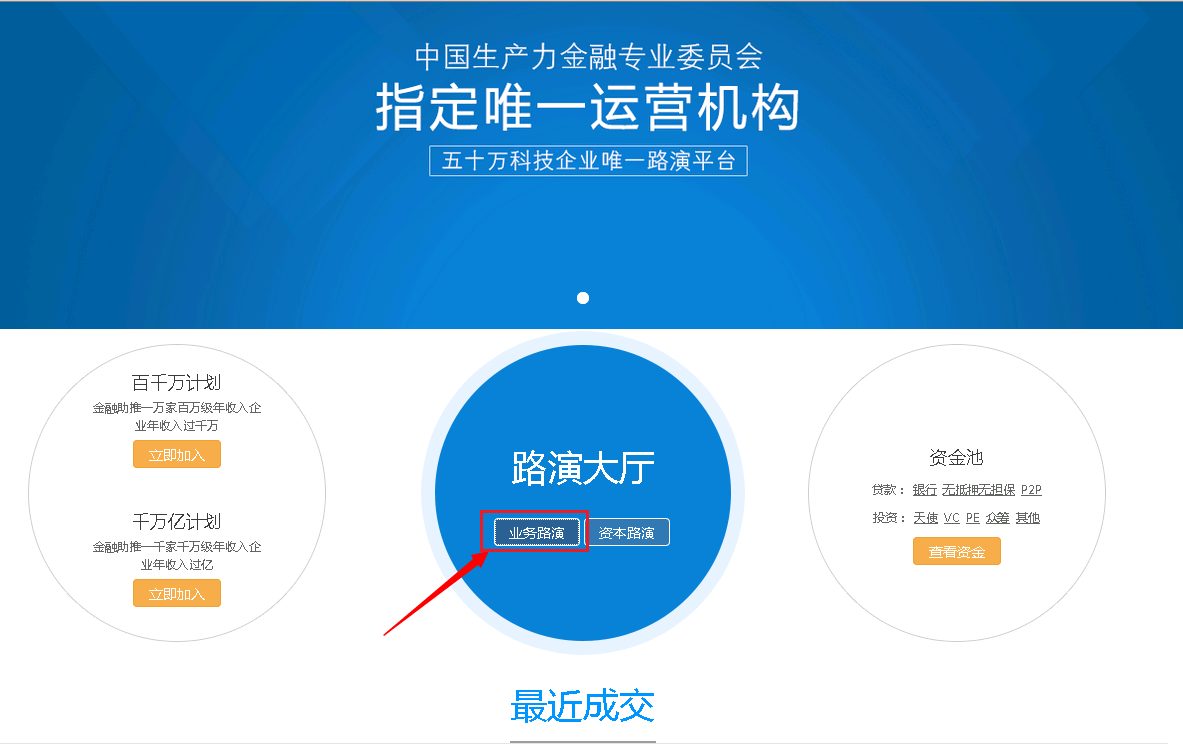 中国生产力金融专业委员会
指定唯一运营机构
五十万科技企业唯一路演平台
百千万计划
金融助推一万家百万级年收入企
业年收入过千万
立即加入
千万亿计划
金融助推一千家千万级年收入企
业年收入过亿
立即加入
路演大厅
业务路演 资本路演
资金池
贷款： 银行 无抵押无担保 P2P
投资： 天使 VC PE 众筹 其他
查看资金
最近成交